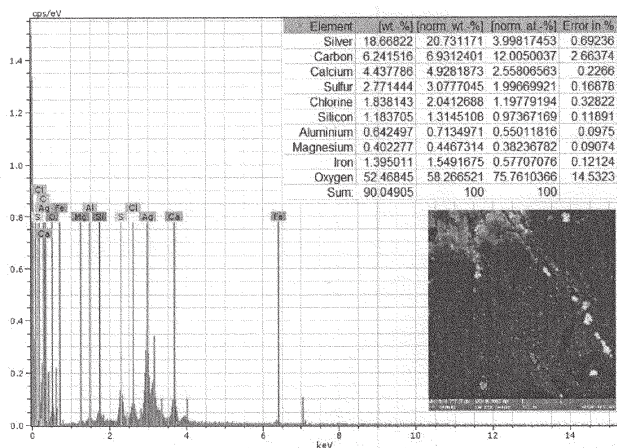 cps/eV
Element [wt.-%] [norm. wt.-%] [norm. at.-%] Error in %
Silver 18.66822 20.731171 3.99817453 0.69236
Carbon 6.241516 6.9312401 12.0050037 2.66374
Calcium 4.437786 4.9281873 2.55806563 0.2266
Sulfur 2.771444 3.0777045 1.99669921 0.16878
Chlorine 1.838143 2.0412688 1.19779194 0.32822
Silicon 1.183705 1.3145108 0.97367169 0.11891
Aluminium 0.642497 0.7134971 0.55011816 0.0975
Magnesium 0.402277 0.4467314 0.38236782 0.09074
Iron 1.395011 1.5491675 0.57707076 0.12124
Oxygen 52.46845 58.266521 75.7610366 14.5323
Sum: 90.04905 100 100
1.4
1.2
1.0
Cl
C
Ag Fe Al Cl
0.8
S O Mg Si S Ag Ca Fe
Ca
0.6
0.4
0.2
0.0
0 2 4 6 8 10 12 14
keV